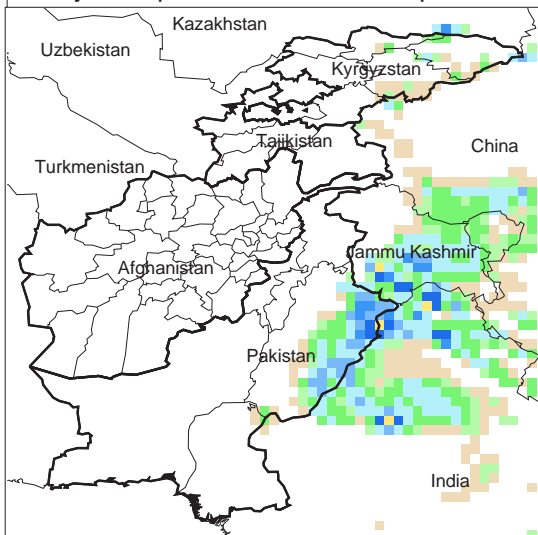 Kazakhstan
Uzbekistan
Kyrgyzstan
Tajikistan
China
Turkmenistan
Jammu Kashmir
Afghanistan
Pakistan
India